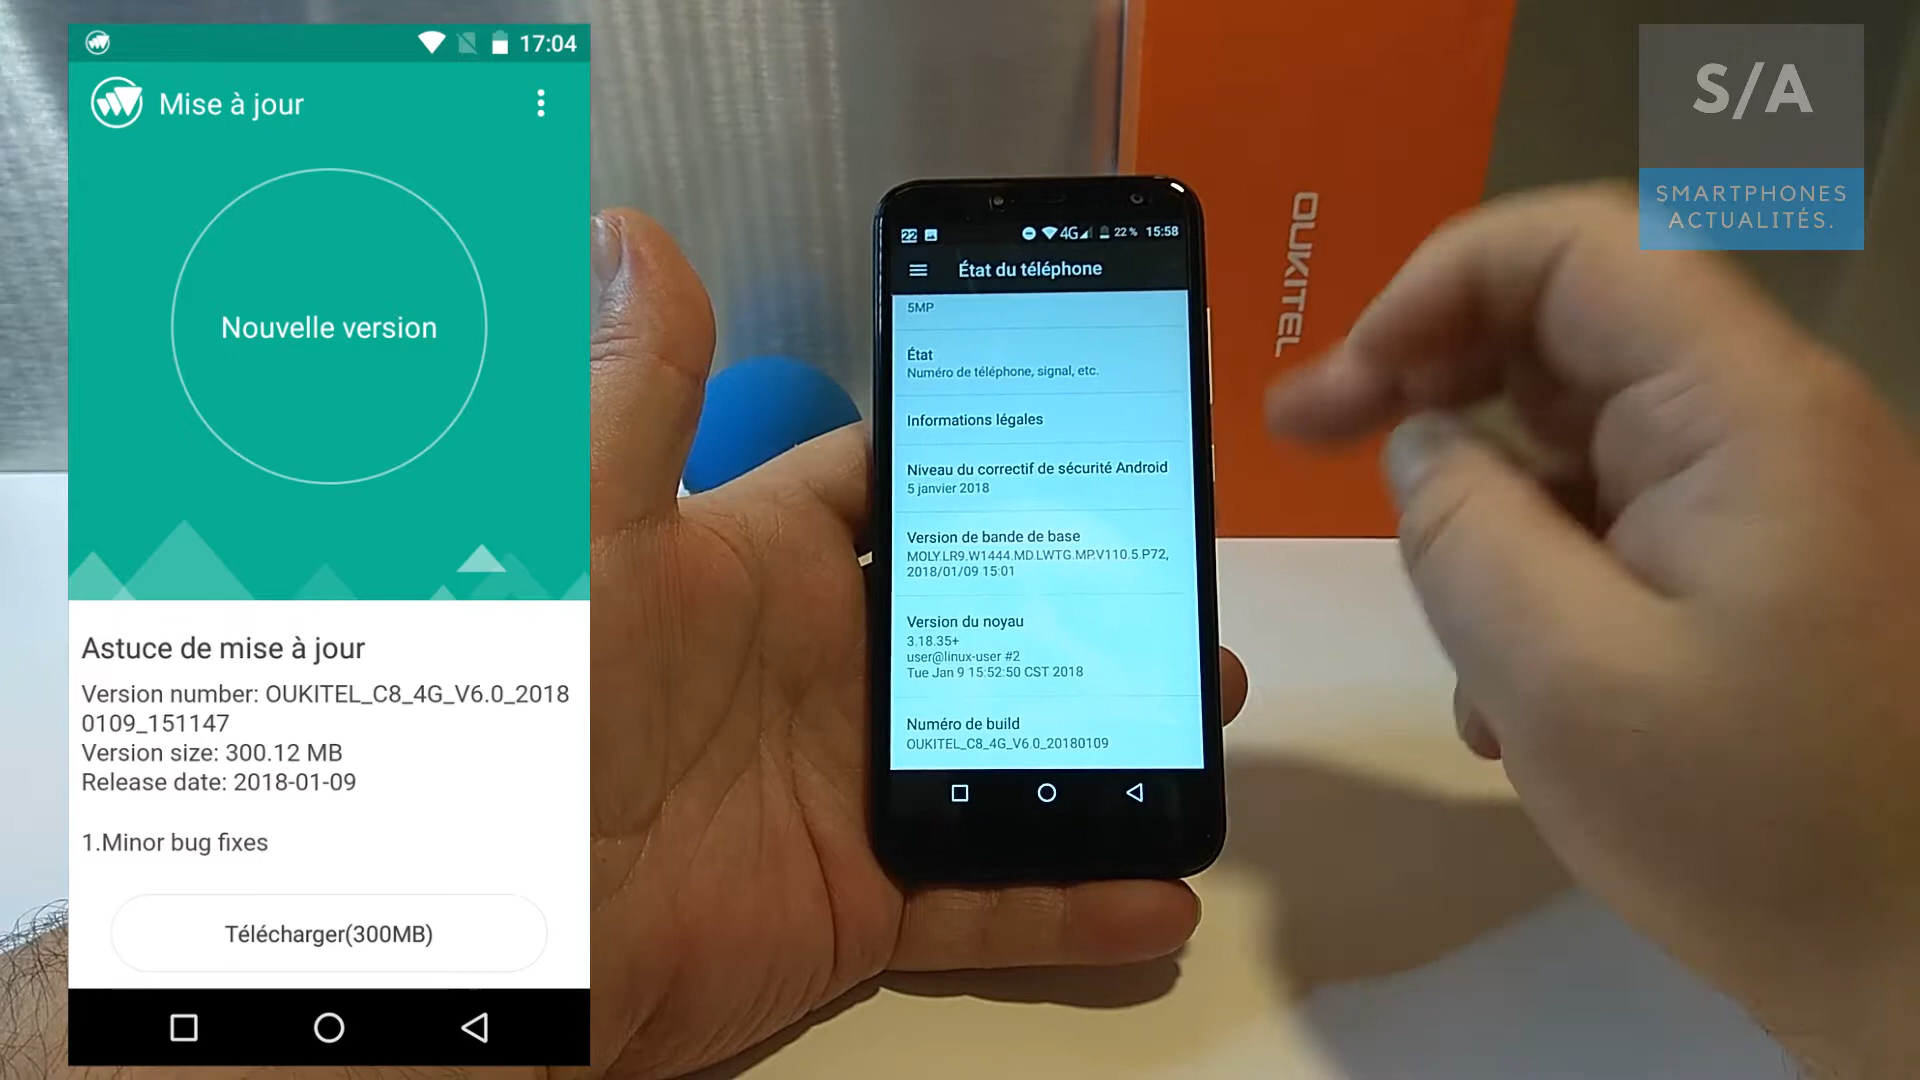 17:04
Mise à jour
Nouvelle version
Astuce de mise à jour
Version number: OUKITEL_C8_4G_V6.0_2018
0109_151147
Version size: 300.12 MB
Release date: 2018-01-09
1.Minor bug fixes
Télécharger(300MB)
22 4G 22 % 15:58
État du téléphone
5MP
État
Numéro de téléphone, signal, etc.
Informations légales
Niveau du correctif de sécurité Android
5 janvier 2018
Version de bande de base
MOLY.LR9.W1444.MD.LWTG.MP.V110.5.P72,
2018/01/09 15:01
Version du noyau
3.18.35+
user@linux-user #2
Tue Jan 9 15:52:50 CST 2018
Numéro de build
OUKITEL_C8_4G_V6.0_20180109
OUKITEL
S/A
SMARTPHONES
ACTUALITÉS.